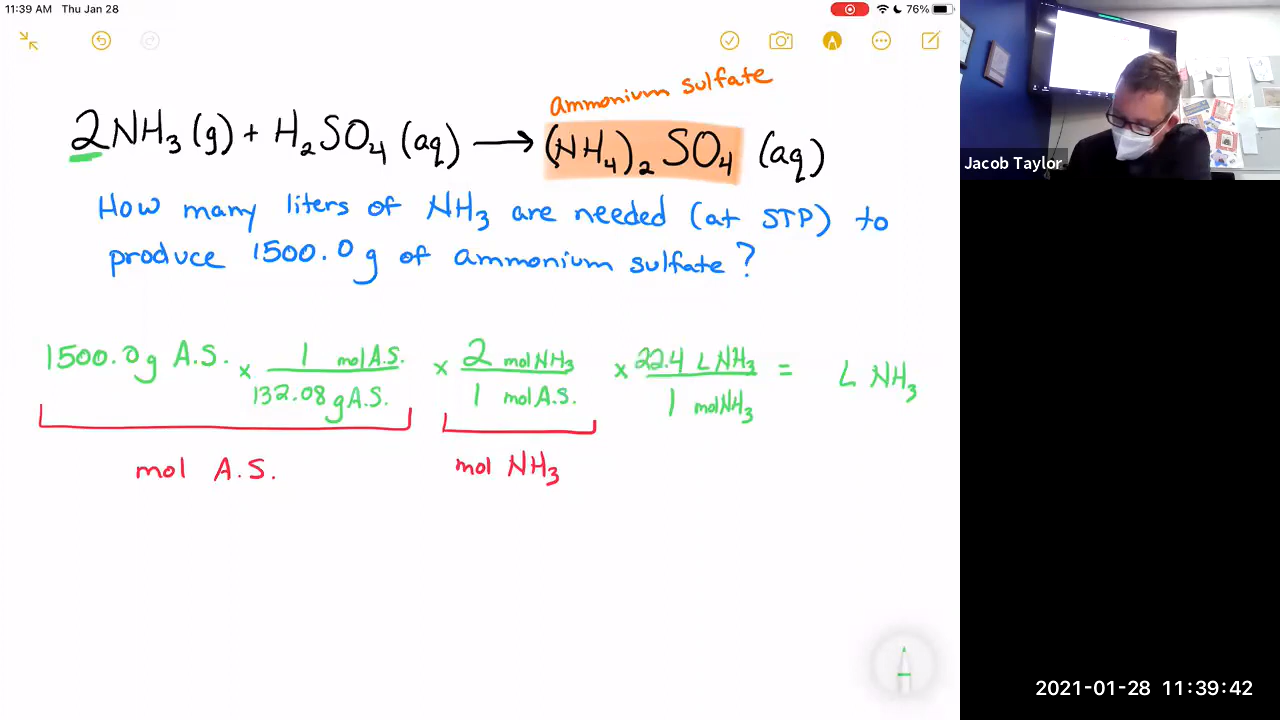 11:39 AM Thu Jan 28
76%
ammonium sulfate
2NH₃ (g) + H₂SO₄ (aq) → (NH₄)₂SO₄ (aq)
How many liters of NH₃ are needed (at STP) to
produce 1500.0 g of ammonium sulfate?
1500.0g A.S. x 1 mol A.S. / 132.08 g A.S. x 2 mol NH₃ / 1 mol A.S. x 22.4 L NH₃ / 1 mol NH₃ = L NH₃
mol A.S. mol NH₃
Jacob Taylor
2021-01-28 11:39:42